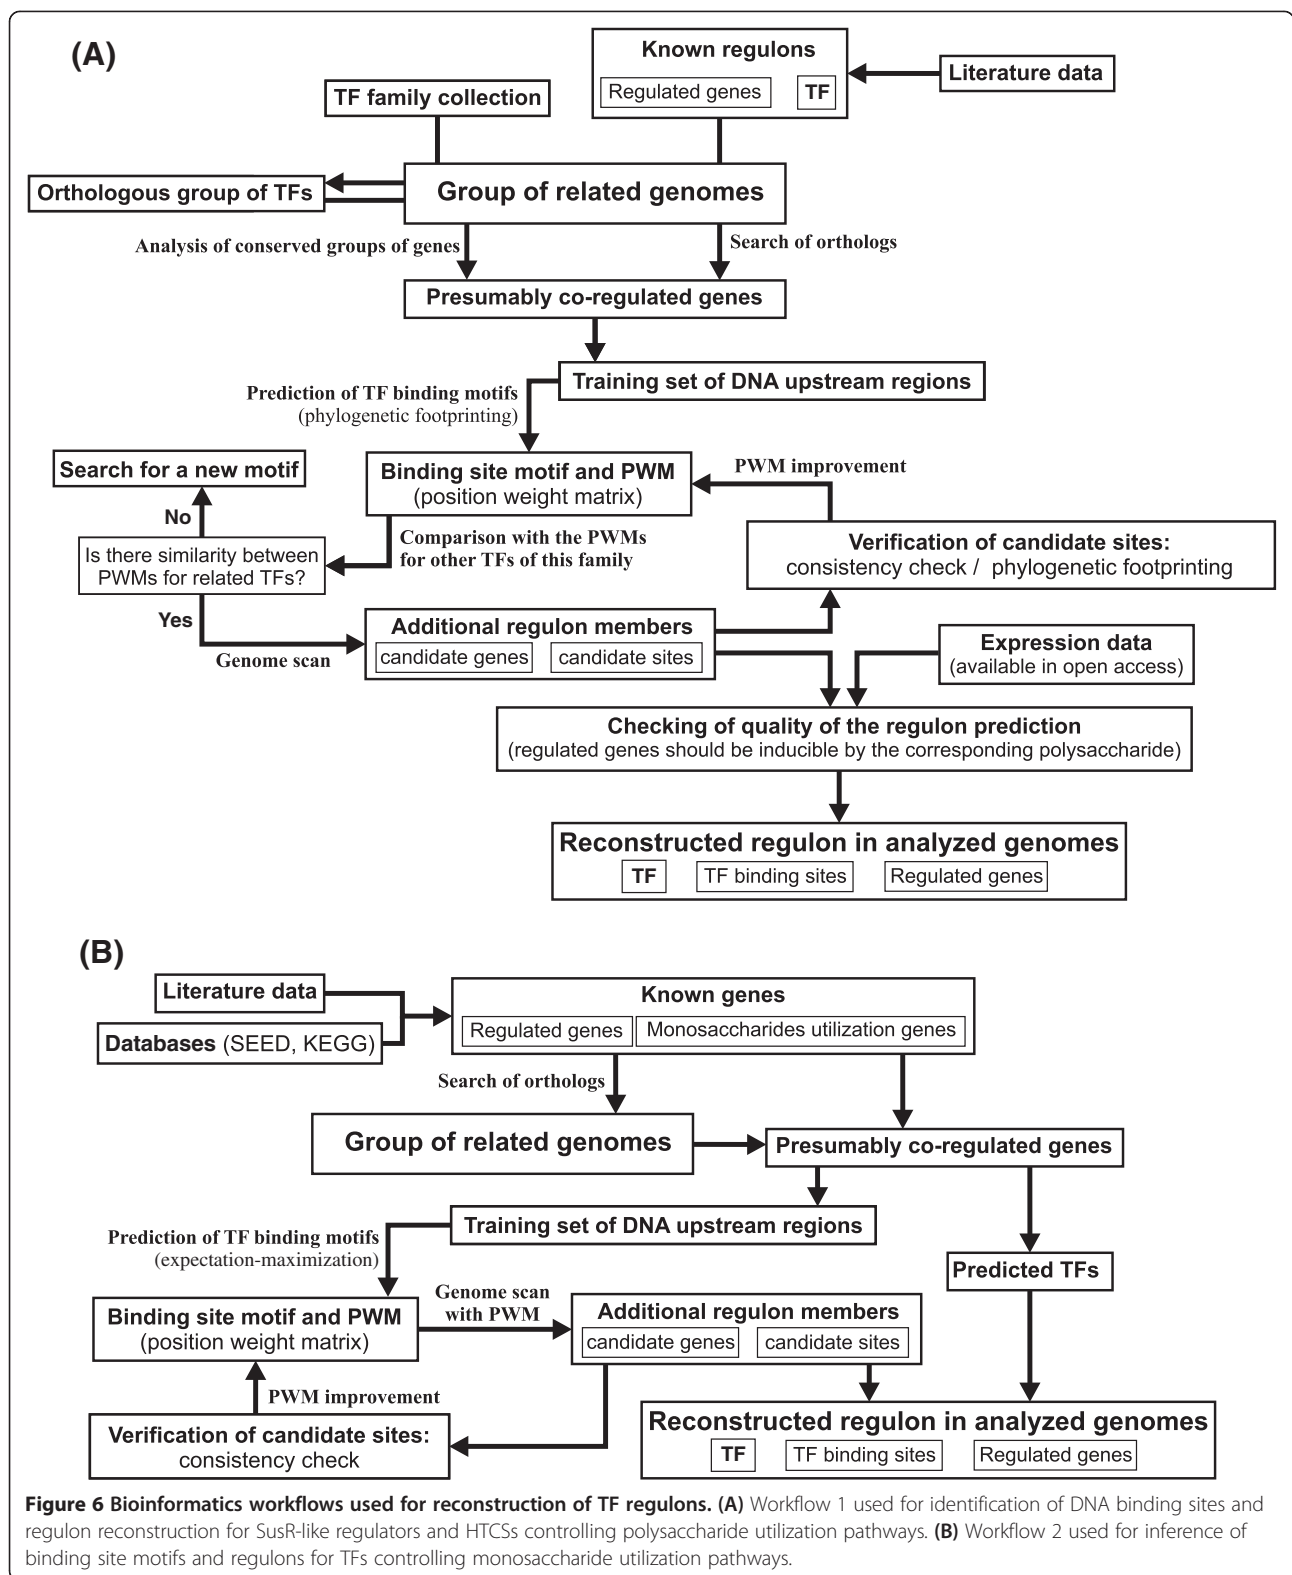 (A)
Known regulons
Regulated genes
TF
Literature data
TF family collection
Group of related genomes
Orthologous group of TFs
Analysis of conserved groups of genes
Search of orthologs
Presumably co-regulated genes
Training set of DNA upstream regions
Prediction of TF binding motifs
(phylogenetic footprinting)
Search for a new motif
Binding site motif and PWM
(position weight matrix)
PWM improvement
No
Comparison with the PWMs
for other TFs of this family
Is there similarity between
PWMs for related TFs?
Verification of candidate sites:
consistency check / phylogenetic footprinting
Yes
Genome scan
Additional regulon members
candidate genes
candidate sites
Expression data
(available in open access)
Checking of quality of the regulon prediction
(regulated genes should be inducible by the corresponding polysaccharide)
Reconstructed regulon in analyzed genomes
TF
TF binding sites
Regulated genes
(B)
Literature data
Databases (SEED, KEGG)
Known genes
Regulated genes
Monosaccharides utilization genes
Search of orthologs
Group of related genomes
Presumably co-regulated genes
Training set of DNA upstream regions
Prediction of TF binding motifs
(expectation-maximization)
Predicted TFs
Binding site motif and PWM
(position weight matrix)
Genome scan
with PWM
Additional regulon members
candidate genes
candidate sites
PWM improvement
Verification of candidate sites:
consistency check
Reconstructed regulon in analyzed genomes
TF
TF binding sites
Regulated genes
Figure 6 Bioinformatics workflows used for reconstruction of TF regulons. (A) Workflow 1 used for identification of DNA binding sites and
regulon reconstruction for SusR-like regulators and HTCSs controlling polysaccharide utilization pathways. (B) Workflow 2 used for inference of
binding site motifs and regulons for TFs controlling monosaccharide utilization pathways.